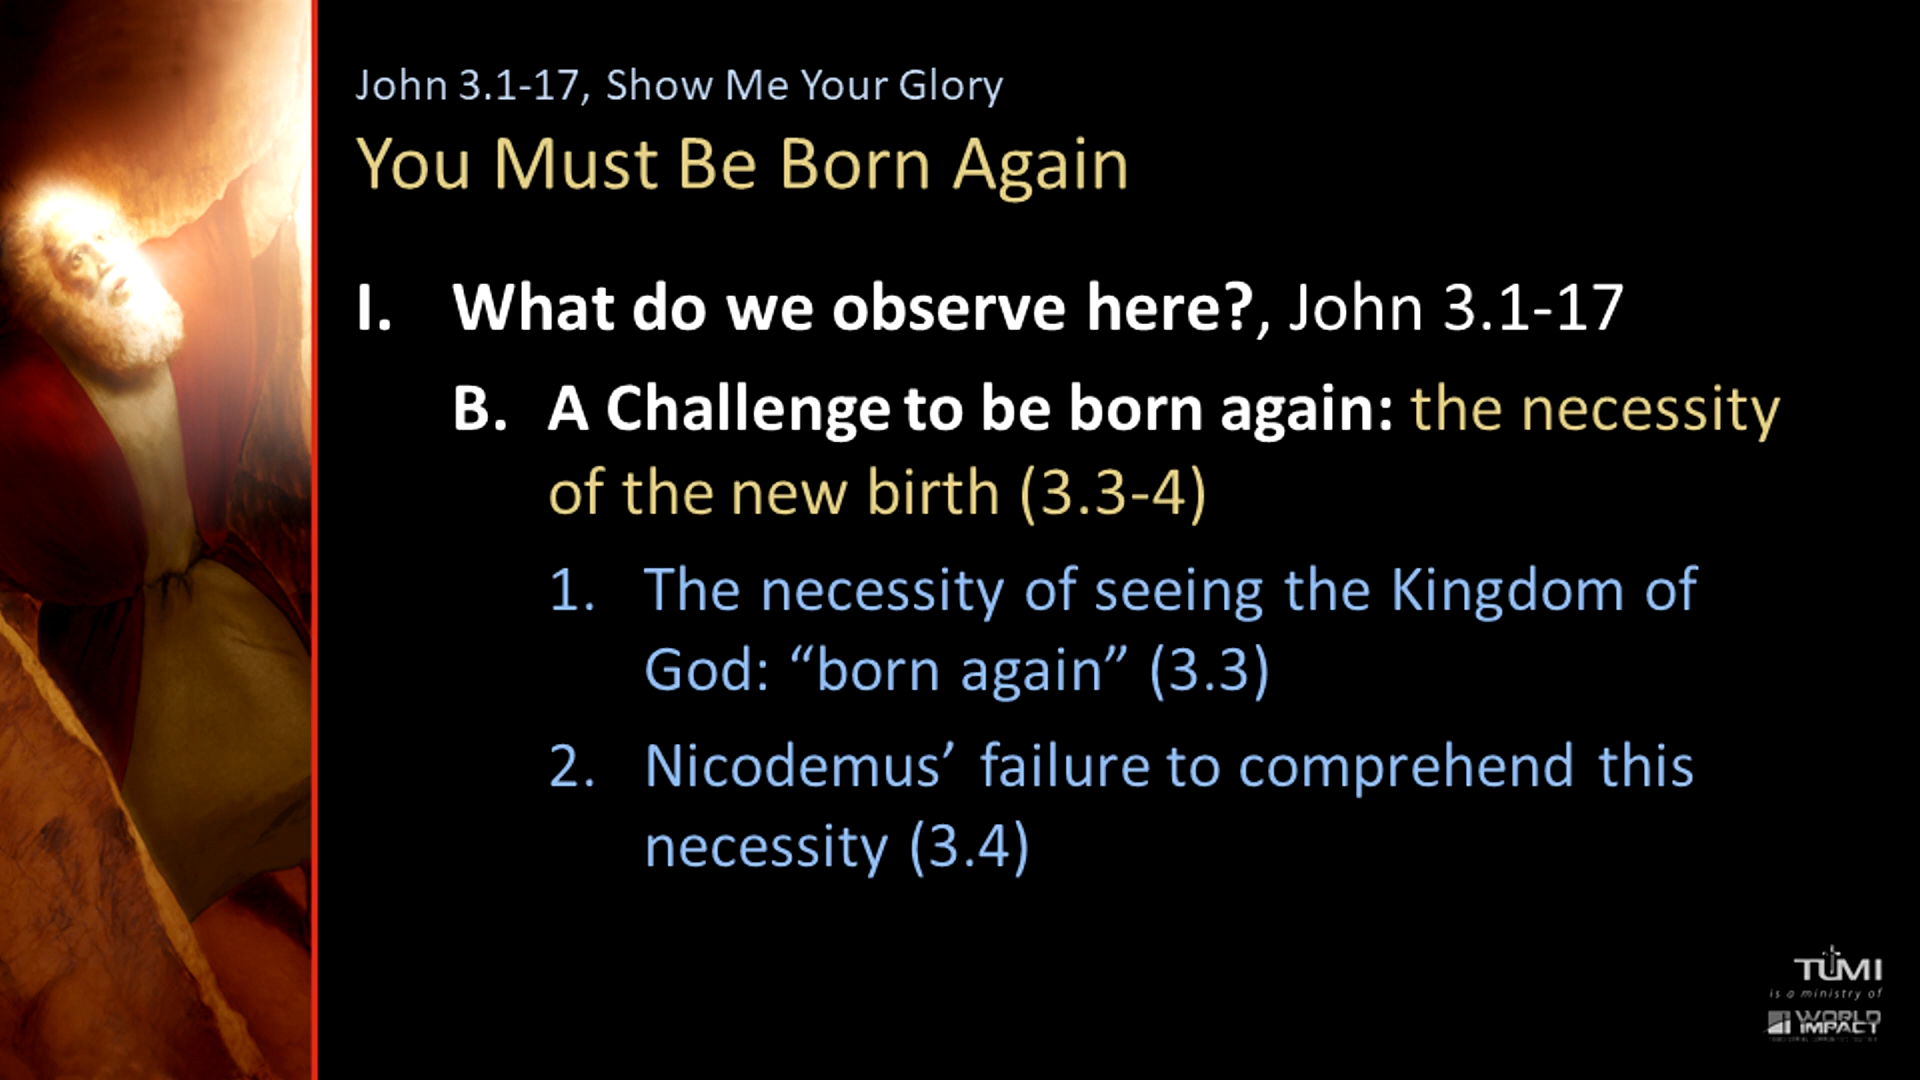 John 3.1-17, Show Me Your Glory
You Must Be Born Again
I. What do we observe here?, John 3.1-17
B. A Challenge to be born again: the necessity
of the new birth (3.3-4)
1. The necessity of seeing the Kingdom of
God: “born again” (3.3)
2. Nicodemus’ failure to comprehend this
necessity (3.4)
TUMI
is a ministry of
WORLD
IMPACT